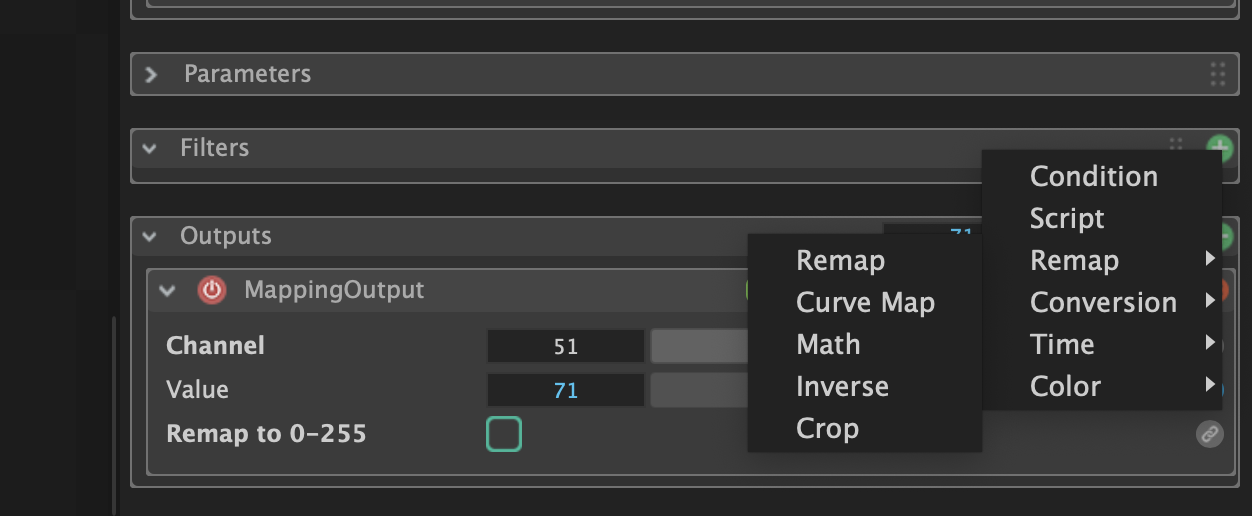 Parameters
Filters
Condition
Script
Remap
Conversion
Time
Color
Remap
Curve Map
Math
Inverse
Crop
Outputs
71
MappingOutput
Channel
51
Value
71
Remap to 0-255